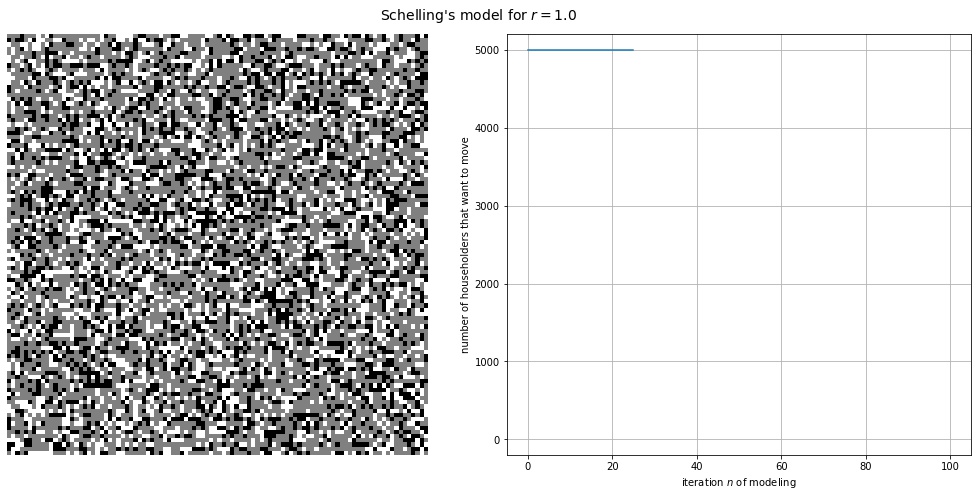 Schelling's model for r = 1.0
number of householders that want to move
5000
4000
3000
2000
1000
0
0 20 40 60 80 100
iteration n of modeling